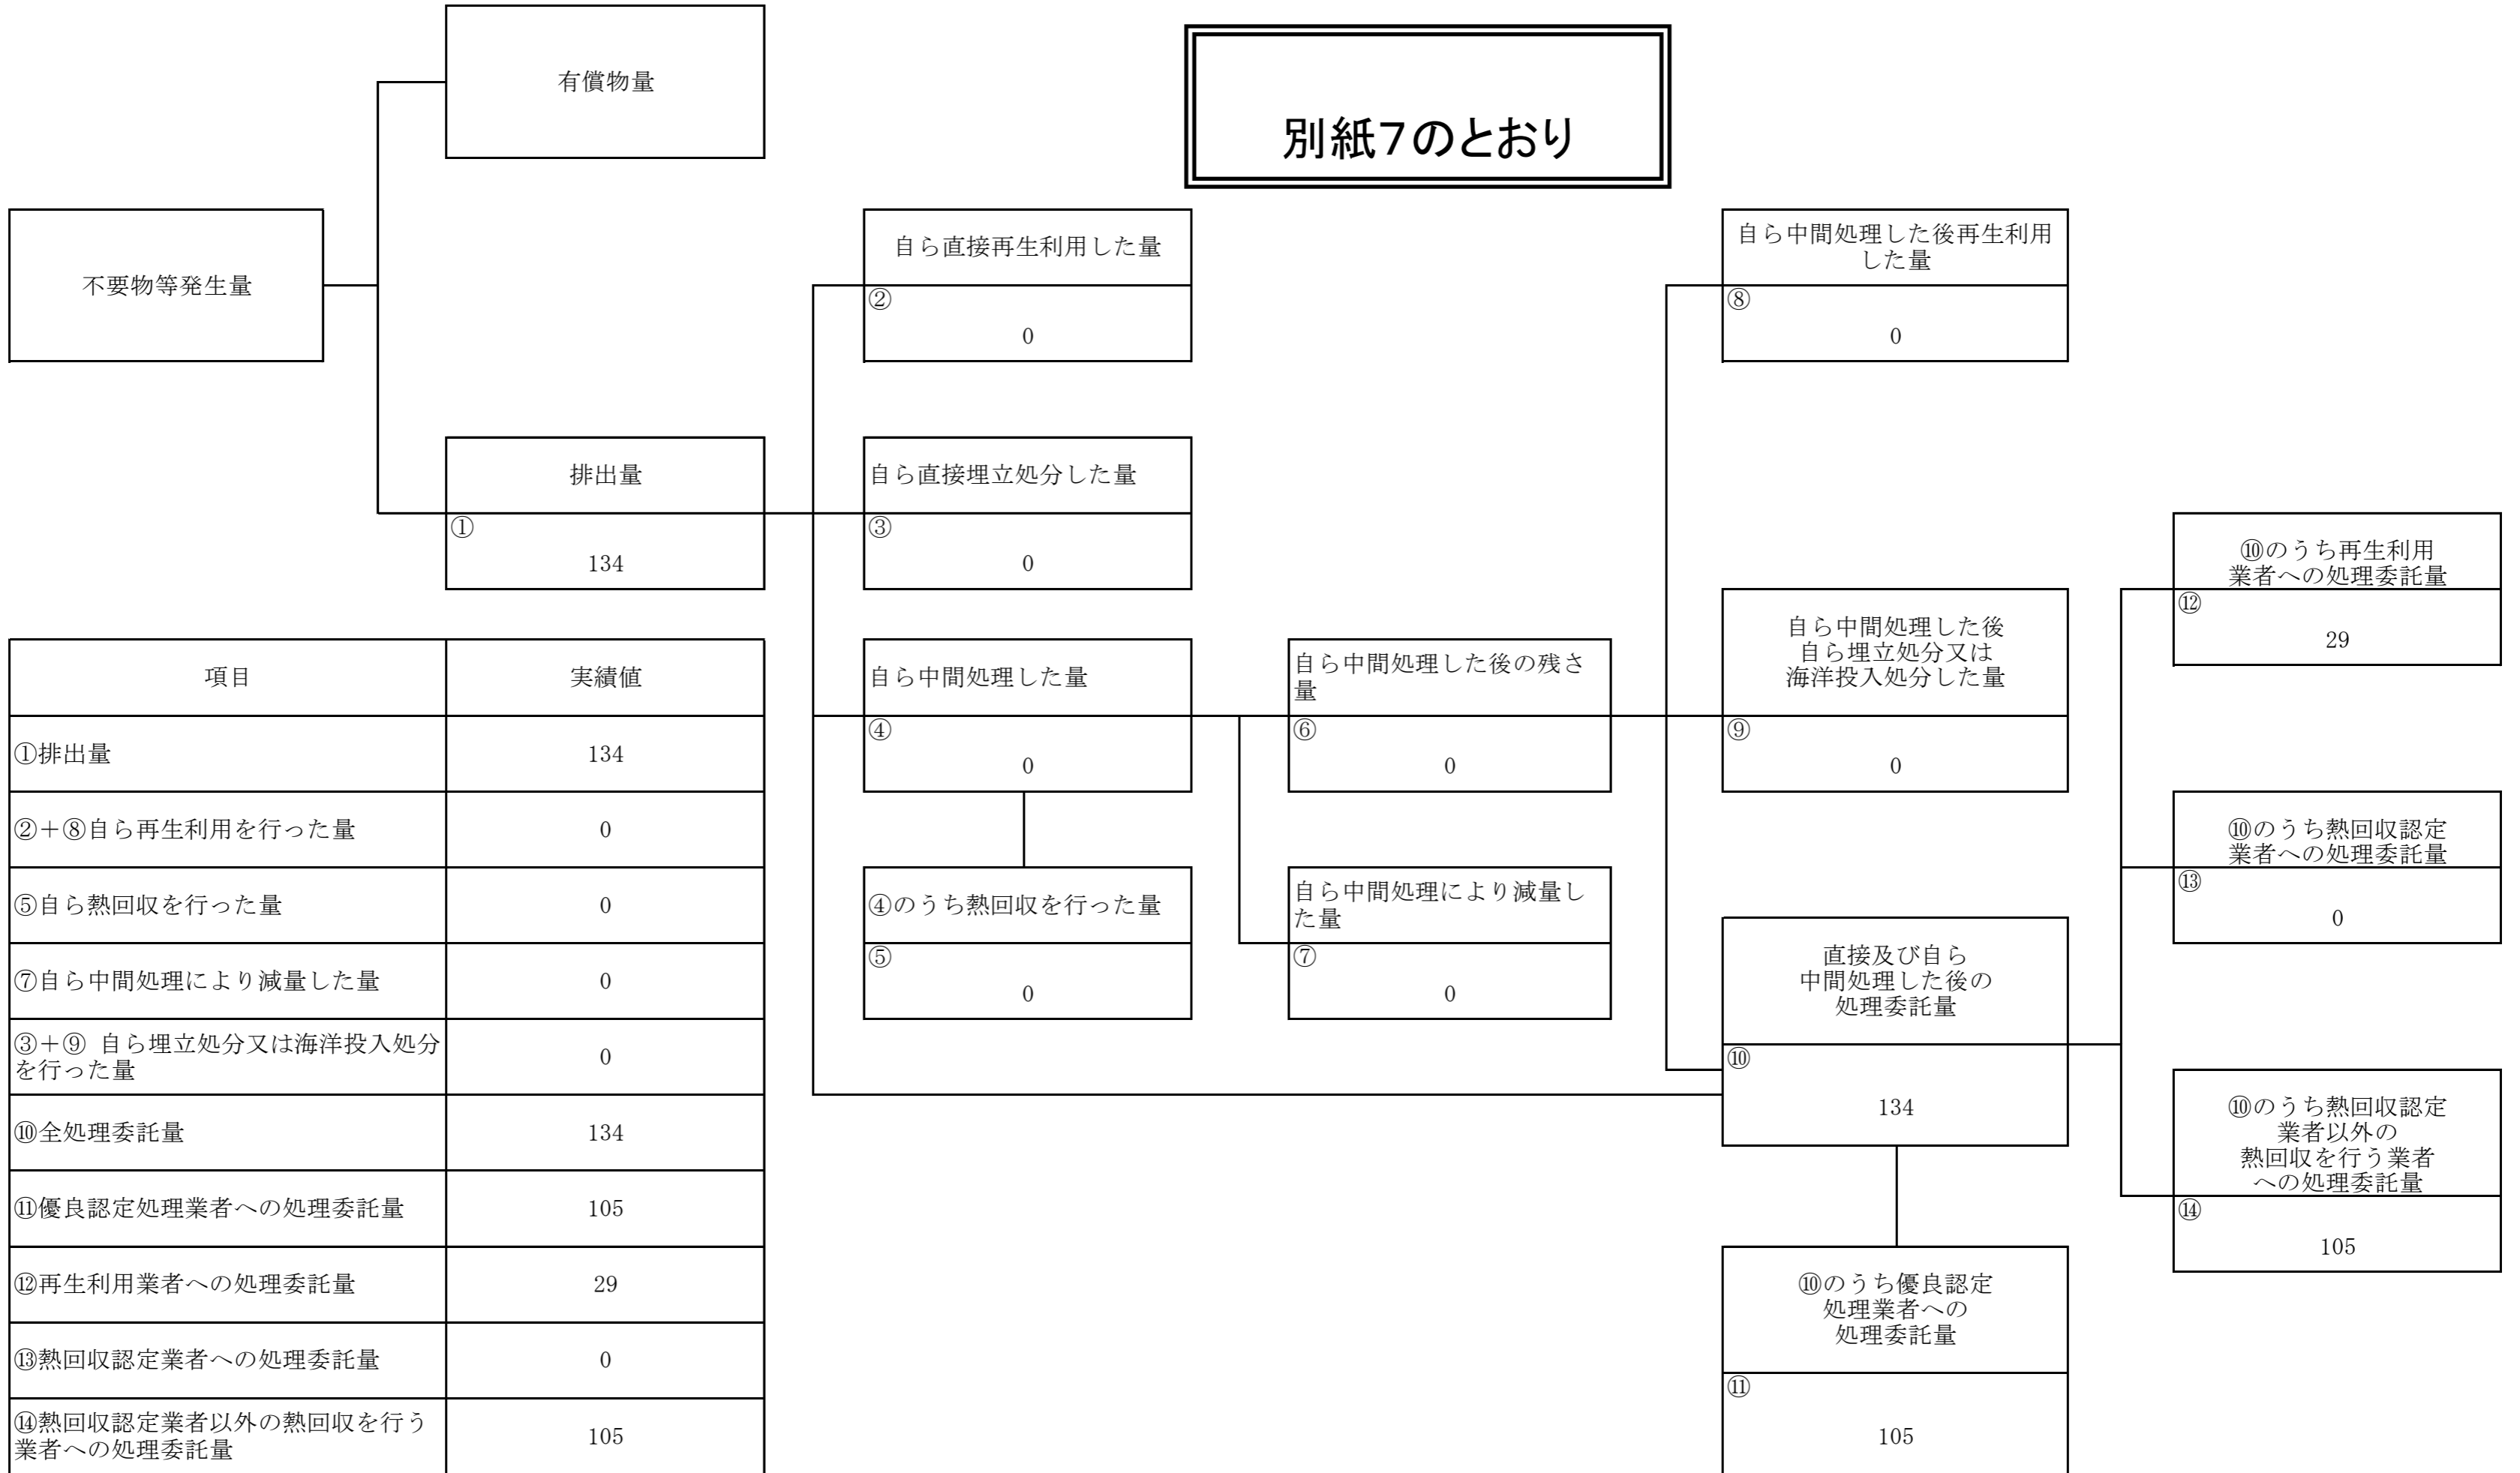 有償物量
別紙7のとおり
不要物等発生量
自ら直接再生利用した量
②
0
自ら中間処理した後再生利用
した量
⑧
0
排出量
①
134
自ら直接埋立処分した量
③
0
⑩のうち再生利用
業者への処理委託量
⑫
29
自ら中間処理した量
④
0
自ら中間処理した後の残さ
量
⑥
0
自ら中間処理した後
自ら埋立処分又は
海洋投入処分した量
⑨
0
⑩のうち熱回収認定
業者への処理委託量
⑬
0
④のうち熱回収を行った量
⑤
0
自ら中間処理により減量し
た量
⑦
0
直接及び自ら
中間処理した後の
処理委託量
⑩
134
⑩のうち熱回収認定
業者以外の
熱回収を行う業者
への処理委託量
⑭
105
⑩のうち優良認定
処理業者への
処理委託量
⑪
105
項目 実績値
①排出量 134
②＋⑧自ら再生利用を行った量 0
⑤自ら熱回収を行った量 0
⑦自ら中間処理により減量した量 0
③＋⑨ 自ら埋立処分又は海洋投入処分
を行った量 0
⑩全処理委託量 134
⑪優良認定処理業者への処理委託量 105
⑫再生利用業者への処理委託量 29
⑬熱回収認定業者への処理委託量 0
⑭熱回収認定業者以外の熱回収を行う
業者への処理委託量 105